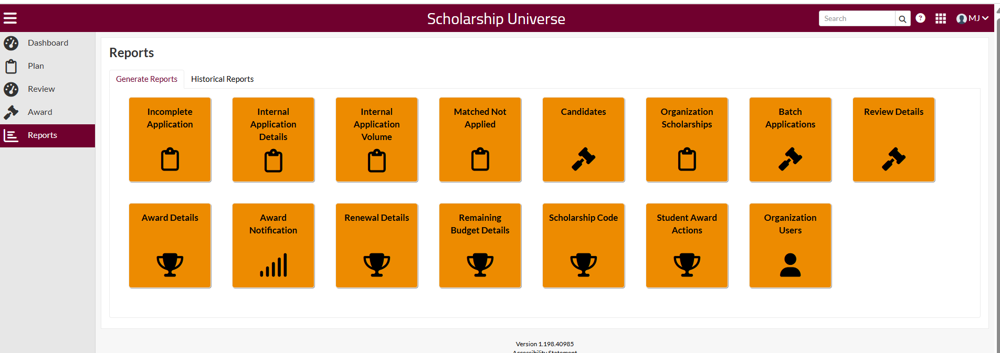 Scholarship Universe
Search
?
MJ
Dashboard
Plan
Review
Award
Reports
Reports
Generate Reports
Historical Reports
Incomplete
Application
Internal
Application
Details
Internal
Application
Volume
Matched Not
Applied
Candidates
Organization
Scholarships
Batch
Applications
Review Details
Award Details
Award
Notification
Renewal Details
Remaining
Budget Details
Scholarship Code
Student Award
Actions
Organization
Users
Version 1.198.40985
Accessibility Statement